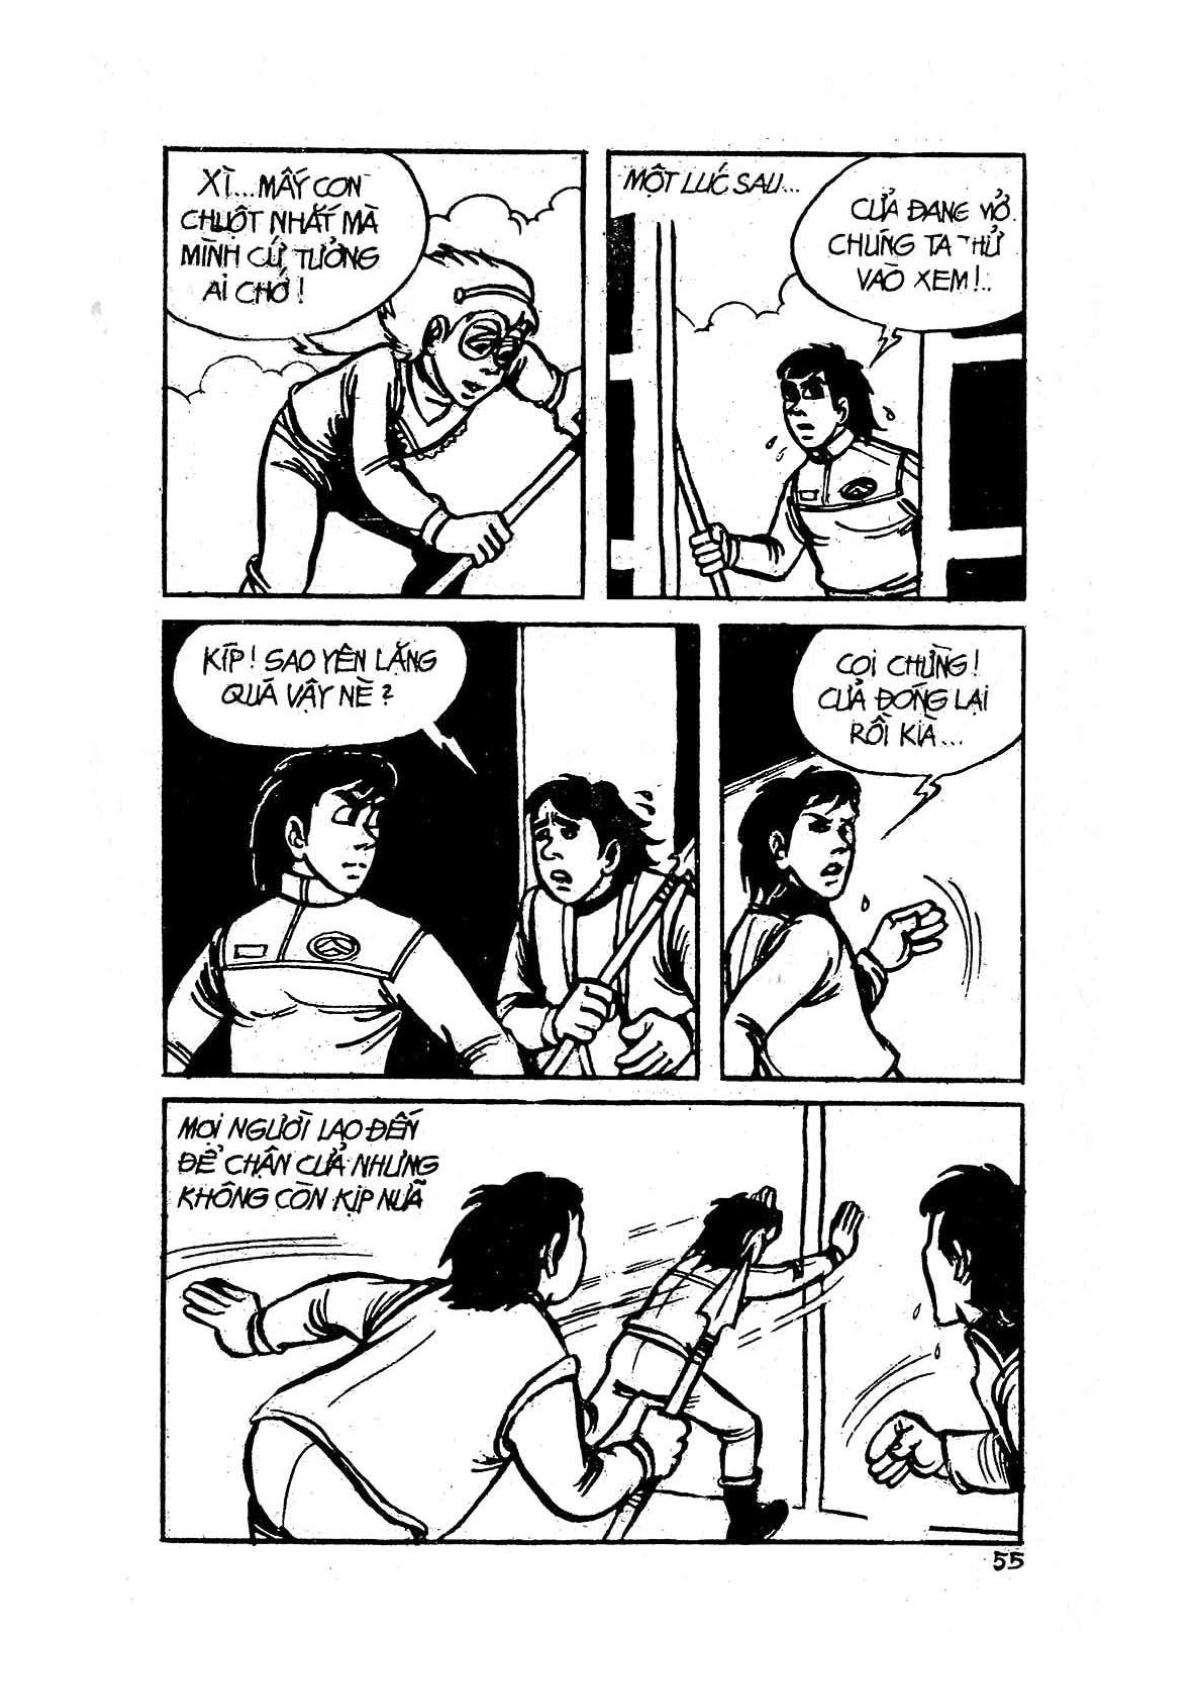 XÌ... MẤY CON
CHUỘT NHẮT MÀ
MÌNH CỨ TƯỞNG
AI CHỚ!
MỘT LÚC SAU...
CỬA ĐANG MỞ
CHÚNG TA THỬ
VÀO XEM!..
KÍP! SAO YÊN LẶNG
QUÁ VẬY NÈ?
COI CHỪNG!
CỬA ĐÓNG LẠI
RỒI KÌA...
MỌI NGƯỜI LAO ĐẾN
ĐỂ CHẬN CỬA NHƯNG
KHÔNG CÒN KỊP NỮA
55